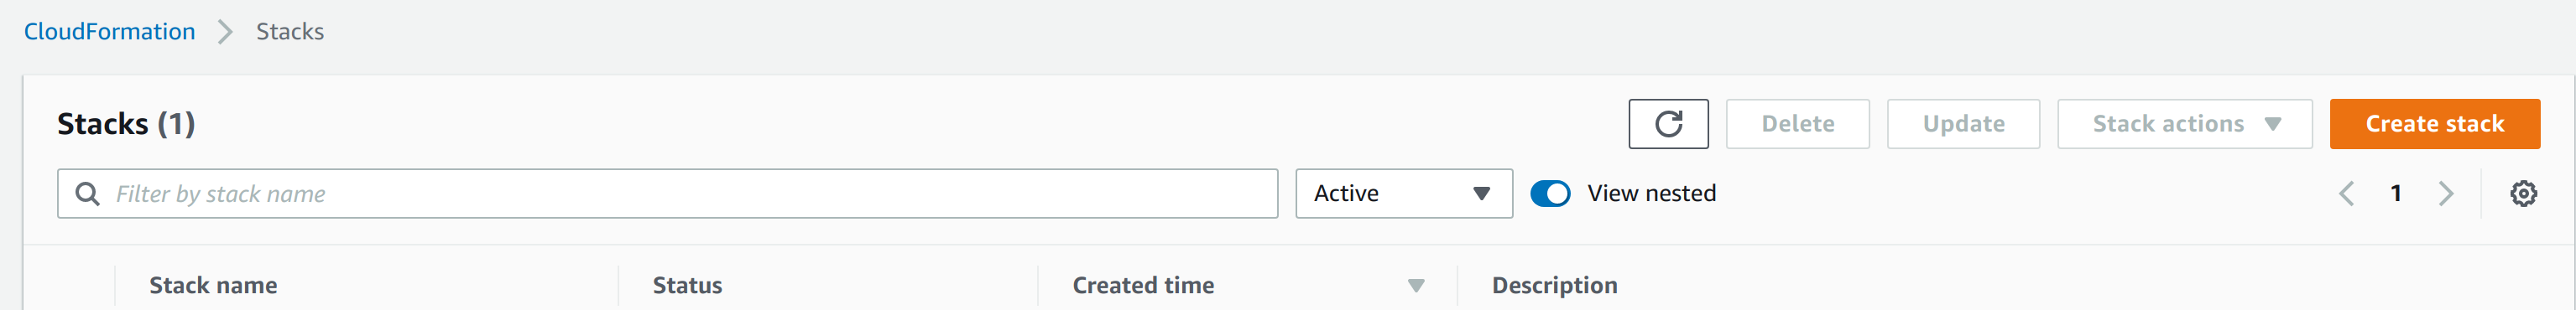 CloudFormation Stacks
Stacks (1) Delete Update Stack actions Create stack
Filter by stack name Active View nested 1
Stack name Status Created time Description